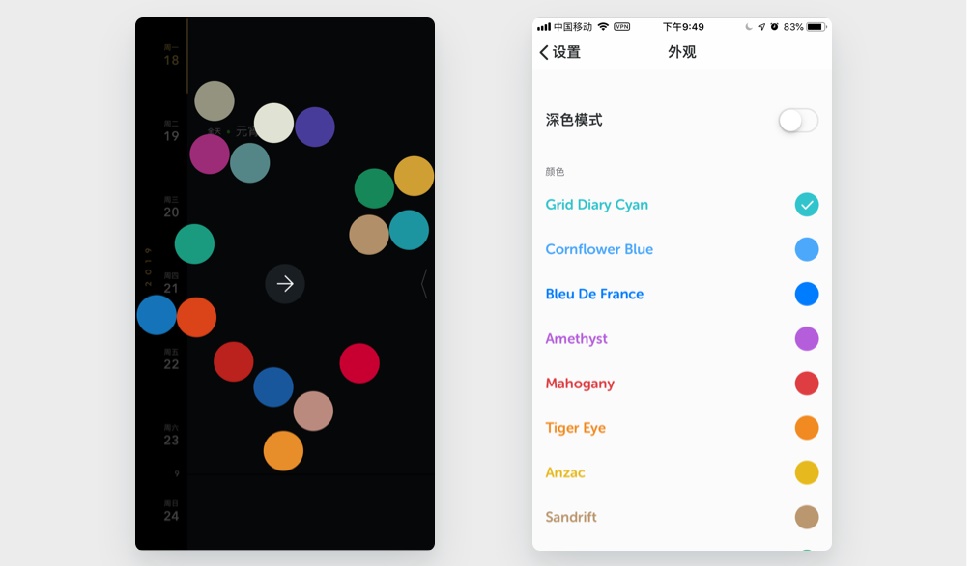 周一
18
周二
19
元宵
周三
20
2019
周四
21
周五
22
周六
23
9
周日
24
中国移动 VPN 下午9:49 83%
设置 外观
深色模式
颜色
Grid Diary Cyan
Cornflower Blue
Bleu De France
Amethyst
Mahogany
Tiger Eye
Anzac
Sandrift